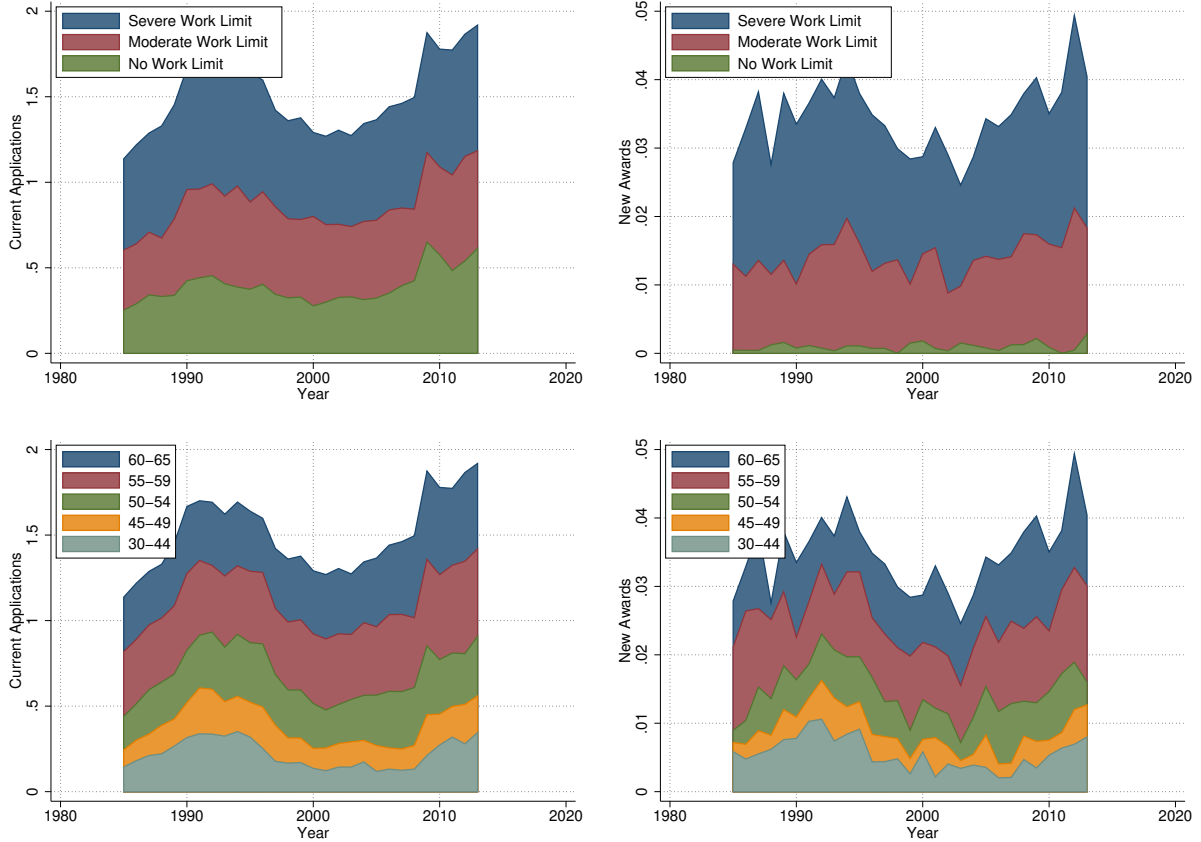 Severe Work Limit
Moderate Work Limit
No Work Limit
Current Applications
0 .5 1 1.5 2
1980 1990 2000 2010 2020
Year
Severe Work Limit
Moderate Work Limit
No Work Limit
New Awards
0 .01 .02 .03 .04 .05
1980 1990 2000 2010 2020
Year
60−65
55−59
50−54
45−49
30−44
Current Applications
0 .5 1 1.5 2
1980 1990 2000 2010 2020
Year
60−65
55−59
50−54
45−49
30−44
New Awards
0 .01 .02 .03 .04 .05
1980 1990 2000 2010 2020
Year